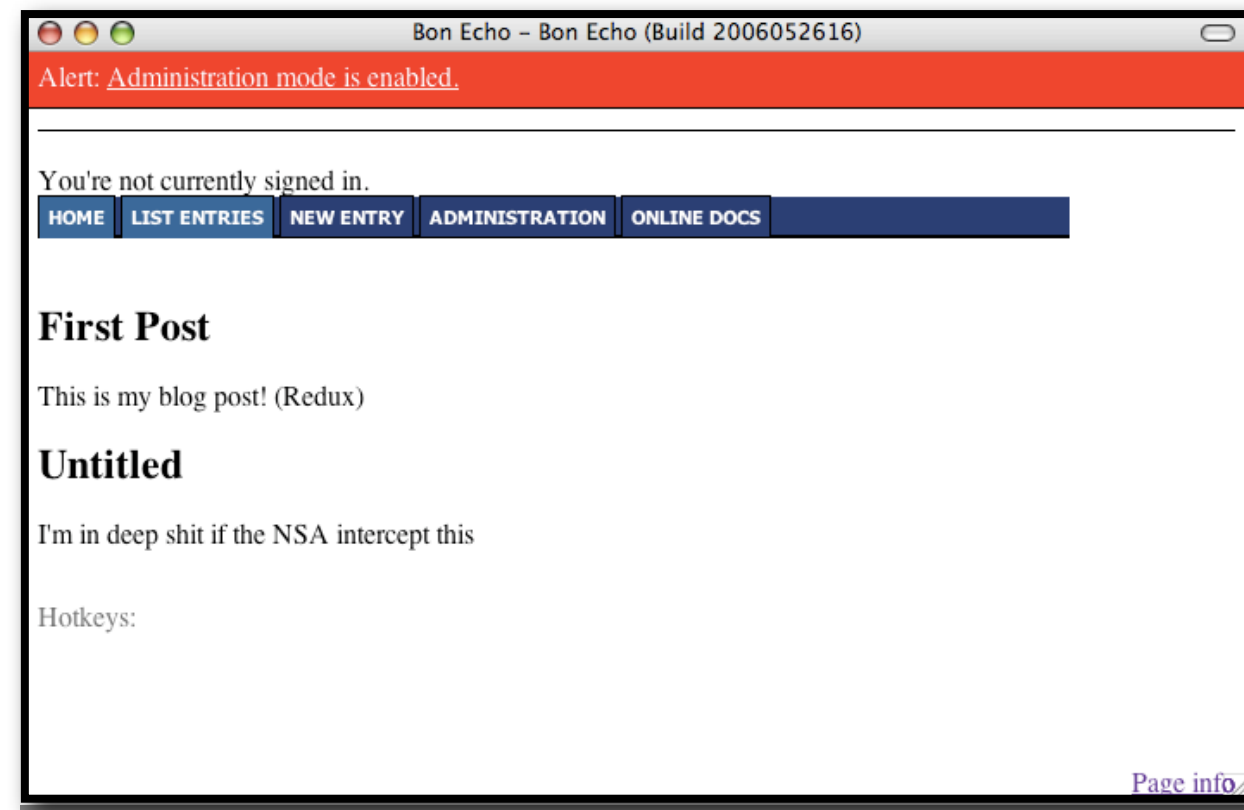 Bon Echo – Bon Echo (Build 2006052616)
Alert: Administration mode is enabled.
You're not currently signed in.
HOME LIST ENTRIES NEW ENTRY ADMINISTRATION ONLINE DOCS
First Post
This is my blog post! (Redux)
Untitled
I'm in deep shit if the NSA intercept this
Hotkeys:
Page info